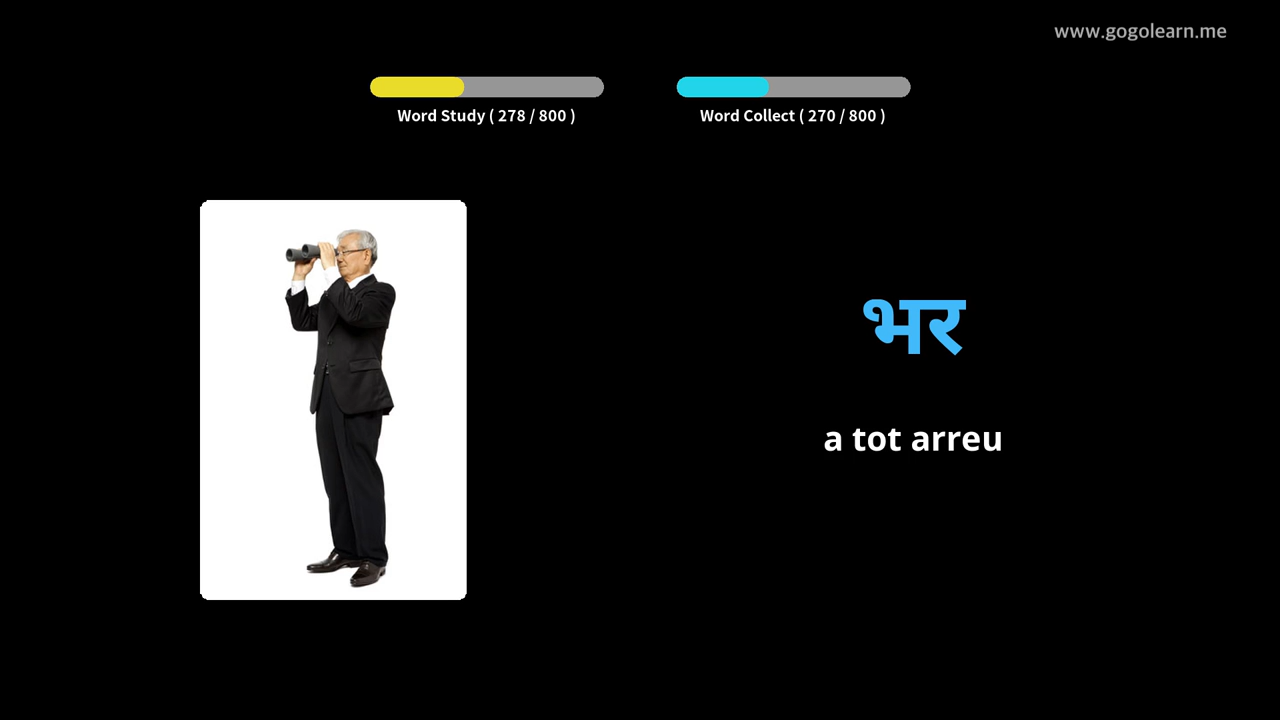 www.gogolearn.me
Word Study ( 278 / 800 )
Word Collect ( 270 / 800 )
भर
a tot arreu